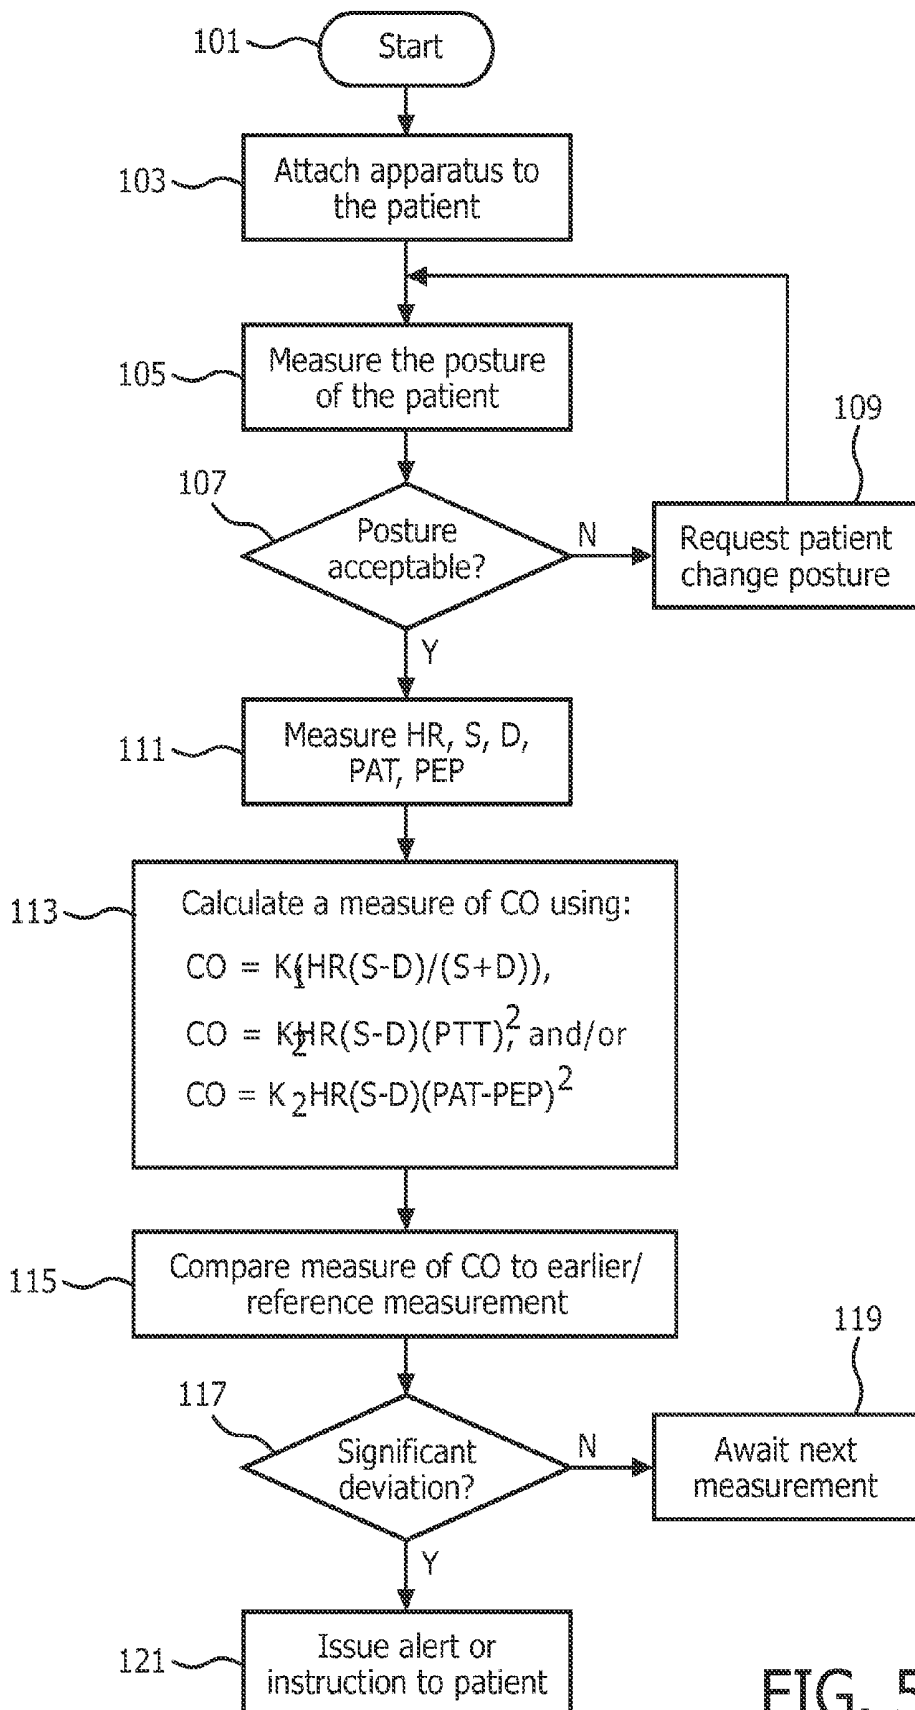 101
Start
103
Attach apparatus to
the patient
105
Measure the posture
of the patient
109
107
Posture
acceptable?
N
Request patient
change posture
Y
111
Measure HR, S, D,
PAT, PEP
113
Calculate a measure of CO using:
CO = K₁(HR(S-D)/(S+D)),
CO = K₂HR(S-D)(PTT)², and/or
CO = K₂HR(S-D)(PAT-PEP)²
115
Compare measure of CO to earlier/
reference measurement
119
117
Significant
deviation?
N
Await next
measurement
Y
121
Issue alert or
instruction to patient
FIG. 5